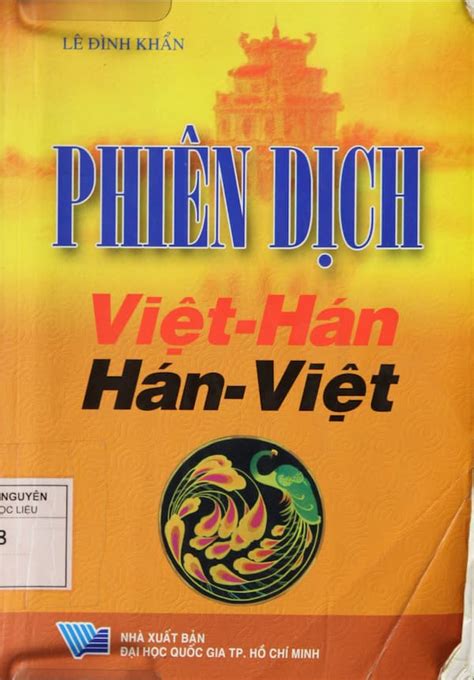 LÊ ĐÌNH KHẨN
PHIÊN DỊCH
Việt-Hán
Hán-Việt
NGUYÊN
ỌC LIỆU
8
NHÀ XUẤT BẢN
ĐẠI HỌC QUỐC GIA TP. HỒ CHÍ MINH